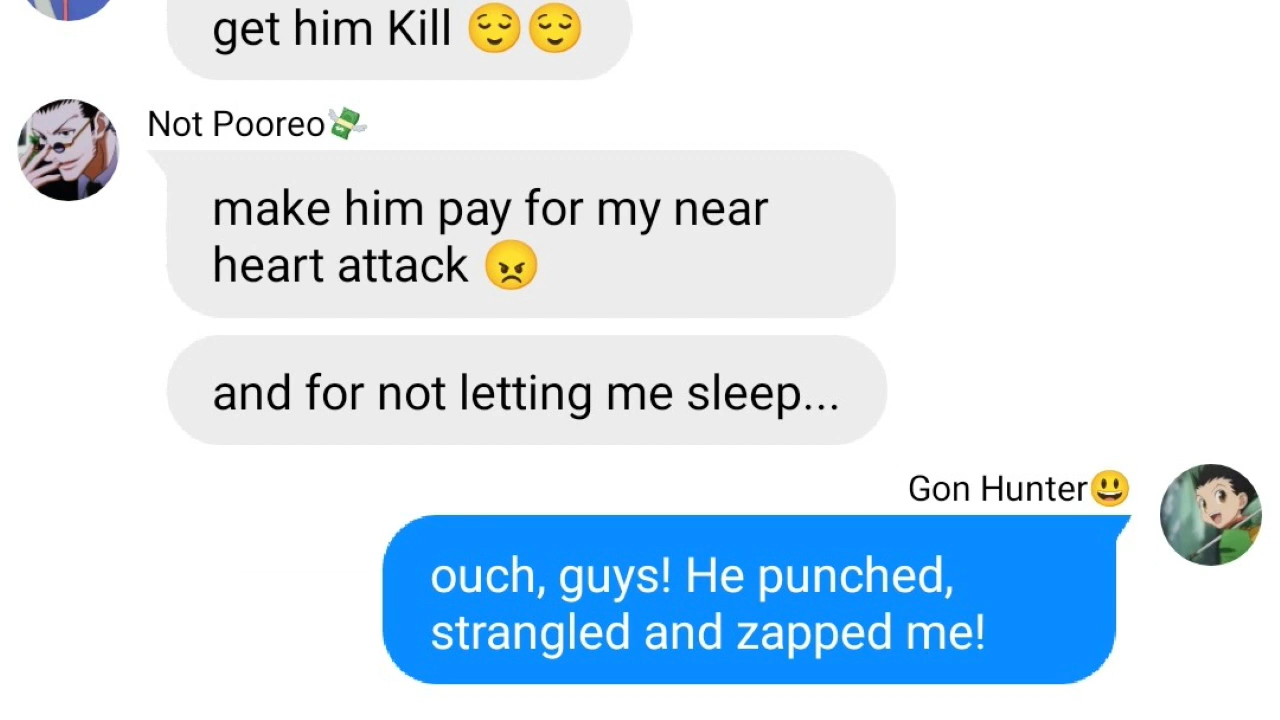 get him Kill 😌😌
Not Pooreo💸
make him pay for my near
heart attack 😠
and for not letting me sleep...
Gon Hunter😃
ouch, guys! He punched,
strangled and zapped me!